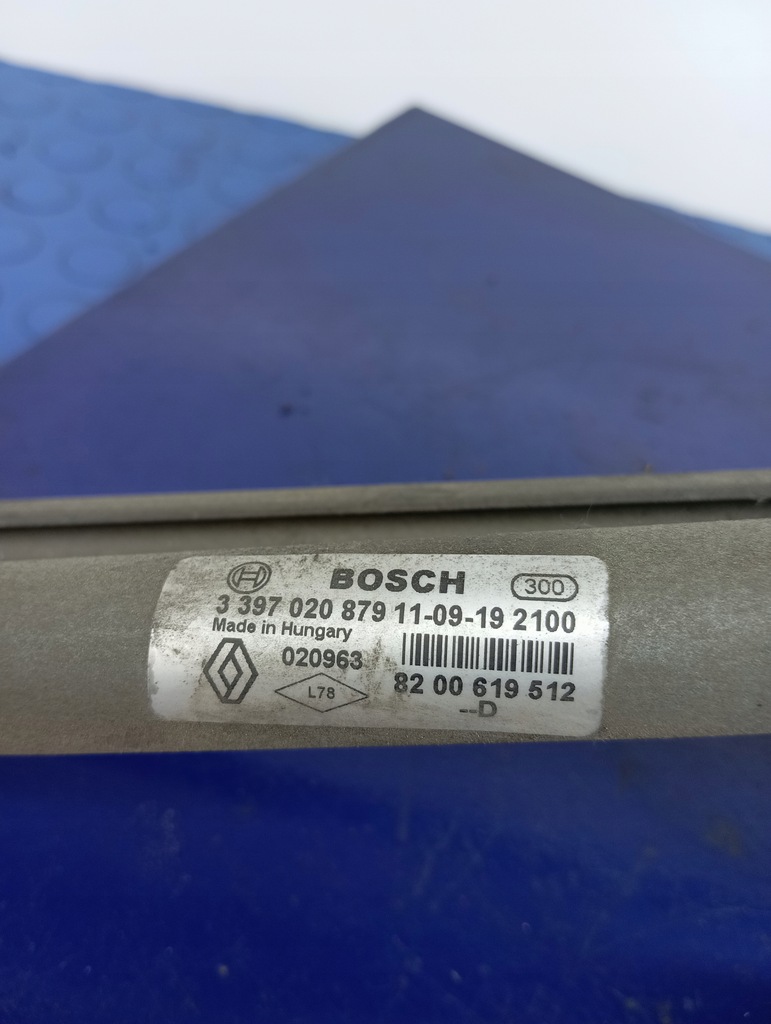 BOSCH 300
3 397 020 879 11-09-19 2100
Made in Hungary
020963
L78
82 00 619 512
--D